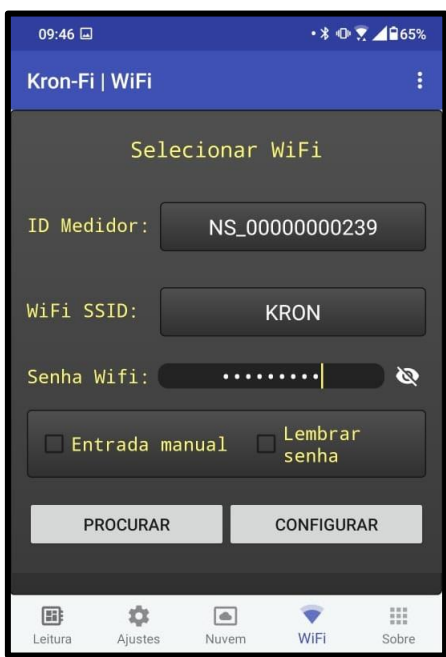 09:46 65%
Kron-Fi | WiFi
Selecionar WiFi
ID Medidor: NS_00000000239
WiFi SSID: KRON
Senha Wifi: •••••••••
Entrada manual Lembrar
senha
PROCURAR CONFIGURAR
Leitura Ajustes Nuvem WiFi Sobre